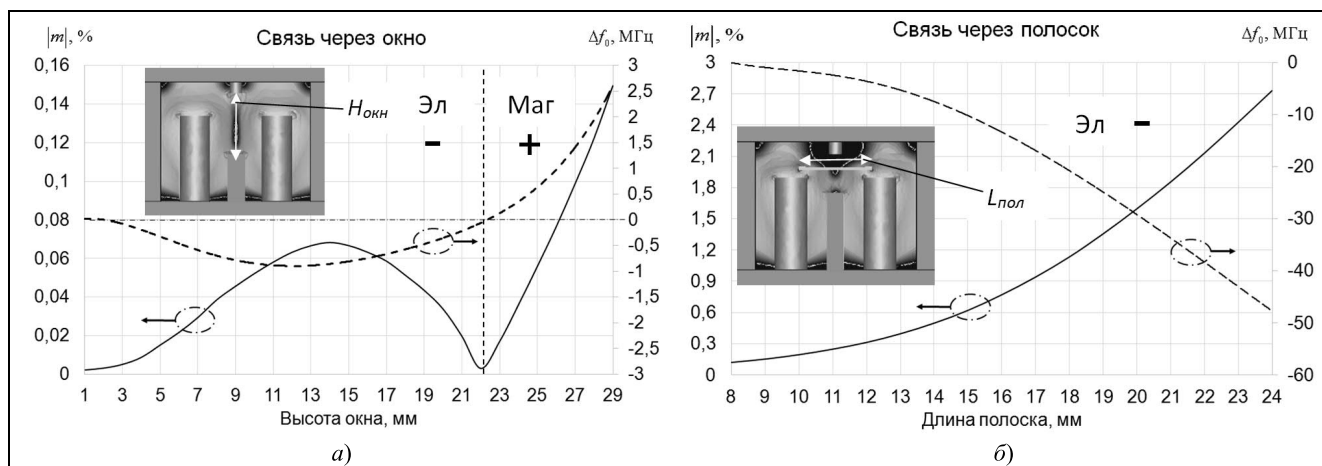 |m|, %
Связь через окно
Δf₀, МГц
0,16
0,14
0,12
0,10
0,08
0,06
0,04
0,02
0
3
2,5
2
1,5
1
0,5
0
-0,5
-1
-1,5
-2
-2,5
-3
Hокн
Эл
-
Маг
+
1 3 5 7 9 11 13 15 17 19 21 23 25 27 29
Высота окна, мм
а)
|m|, %
Связь через полосок
Δf₀, МГц
3
2,7
2,4
2,1
1,8
1,5
1,2
0,9
0,6
0,3
0
0
-10
-20
-30
-40
-50
-60
Эл -
Lпол
8 9 10 11 12 13 14 15 16 17 18 19 20 21 22 23 24
Длина полоска, мм
б)